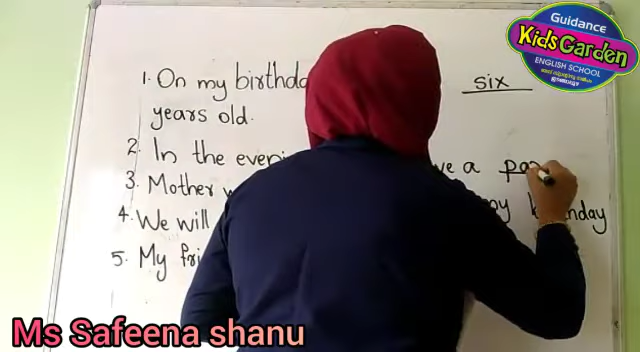 Guidance
Kids Garden
ENGLISH SCHOOL
1. On my birthda six
years old.
2. In the eveni ve a pa
3. Mother w
4. We will my birthday
5. My fri
Ms Safeena shanu